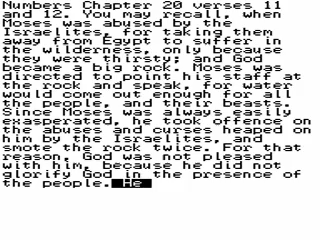 Numbers Chapter 20 verses 11
and 12. You may recall, when
Moses was abused by the
Israelites, for taking them
away from Egypt to suffer in
the wilderness, only because
they were thirsty; and God
became a big rock. Moses was
directed to point his staff at
the rock and speak, for water
would come out enough for all
the people, and their beasts.
Since Moses was always easily
exasperated, he took offence on
the abuses and curses heaped on
him by the Israelites, and
smote the rock twice. For that
reason, God was not pleased
with him, because he did not
glorify God in the presence of
the people. He